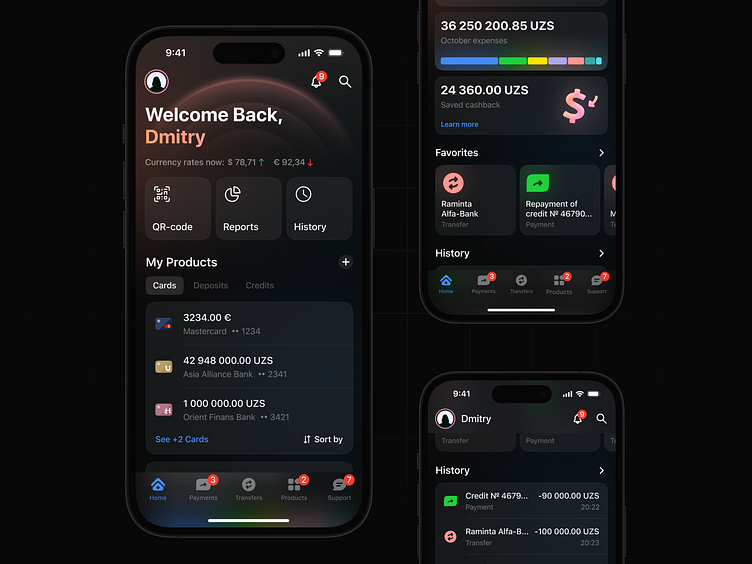 9:41
9
Welcome Back,
Dmitry
Currency rates now: $ 78,71 ↑ € 92,34 ↓
QR-code
Reports
History
My Products
+
Cards
Deposits
Credits
3234.00 €
Mastercard •• 1234
42 948 000.00 UZS
Asia Alliance Bank •• 2341
1 000 000.00 UZS
Orient Finans Bank •• 3421
See +2 Cards
Sort by
3
2
7
Home
Payments
Transfers
Products
Support
36 250 200.85 UZS
October expenses
24 360.00 UZS
Saved cashback
Learn more
$
Favorites
Raminta
Alfa-Bank
Transfer
Repayment of
credit № 46790...
Payment
M
History
3
2
7
Home
Payments
Transfers
Products
Support
9:41
Dmitry
9
Transfer
Payment
History
Credit № 4679... -90 000.00 UZS
Payment 20:22
Raminta Alfa-B... -100 000.00 UZS
Transfer 20:23